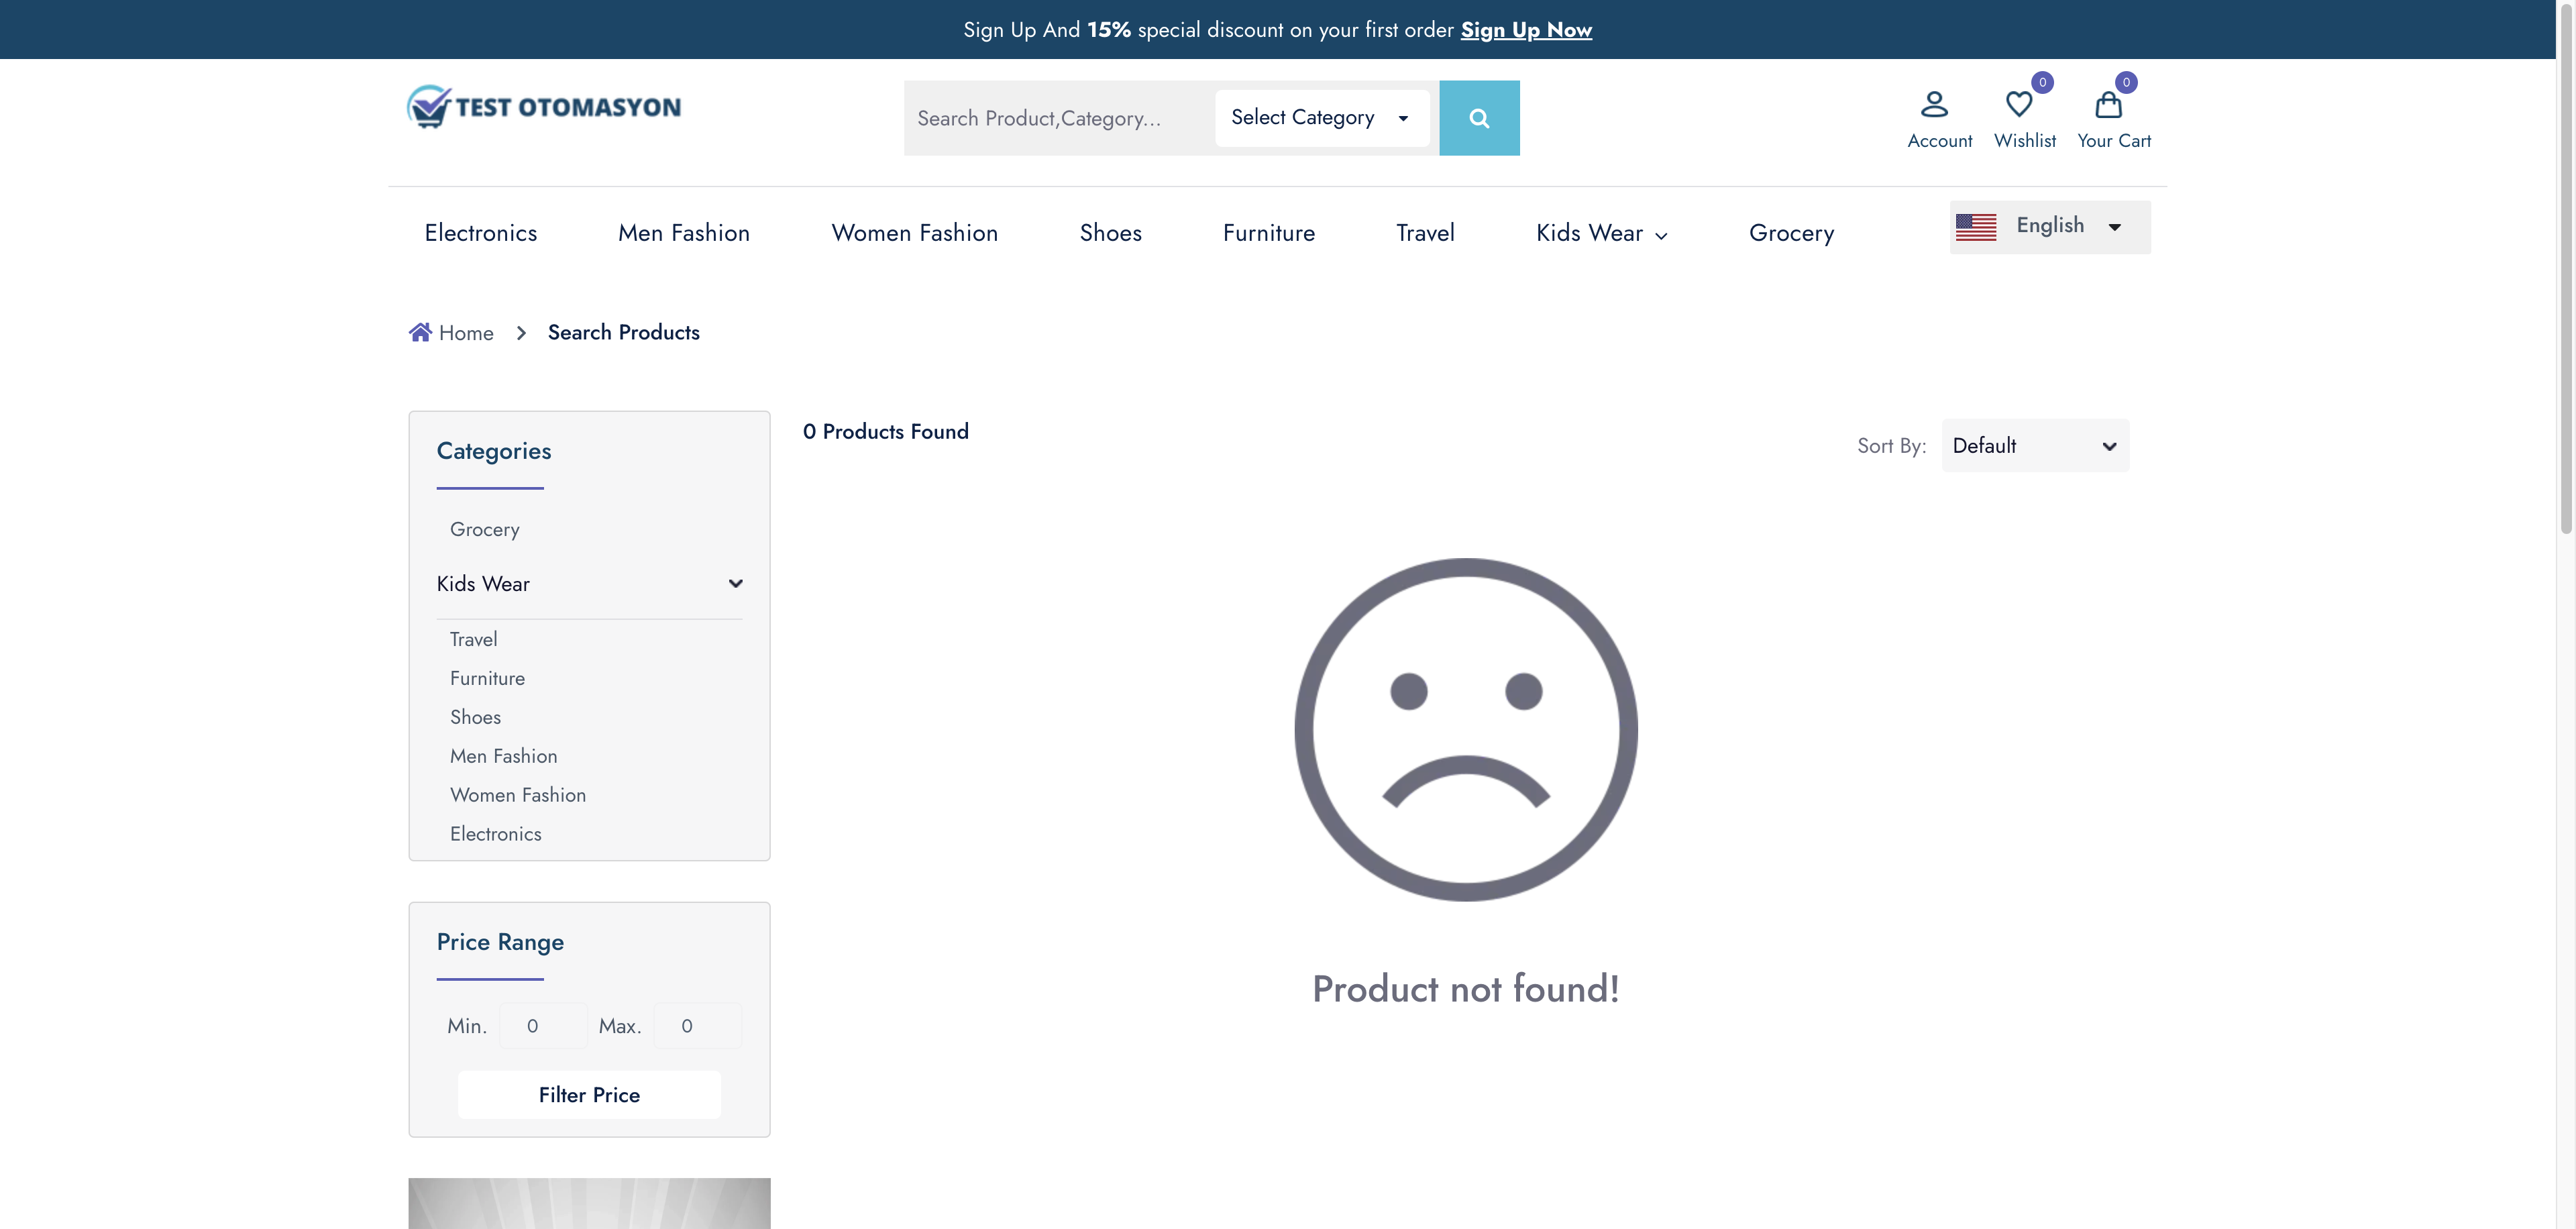 Sign Up And 15% special discount on your first order Sign Up Now
TEST OTOMASYON
Search Product,Category...
Select Category
0
0
Account
Wishlist
Your Cart
Electronics
Men Fashion
Women Fashion
Shoes
Furniture
Travel
Kids Wear
Grocery
English
Home
Search Products
Categories
Grocery
Kids Wear
Travel
Furniture
Shoes
Men Fashion
Women Fashion
Electronics
0 Products Found
Sort By:
Default
Product not found!
Price Range
Min. 0 Max. 0
Filter Price